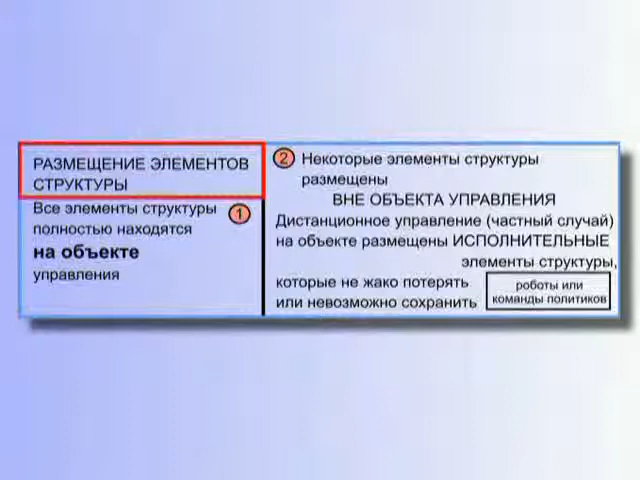 РАЗМЕЩЕНИЕ ЭЛЕМЕНТОВ
СТРУКТУРЫ
Все элементы структуры 1
полностью находятся
на объекте
управления
2 Некоторые элементы структуры
размещены
ВНЕ ОБЪЕКТА УПРАВЛЕНИЯ
Дистанционное управление (частный случай)
на объекте размещены ИСПОЛНИТЕЛЬНЫЕ
элементы структуры,
которые не жако потерять
или невозможно сохранить
роботы или
команды политиков